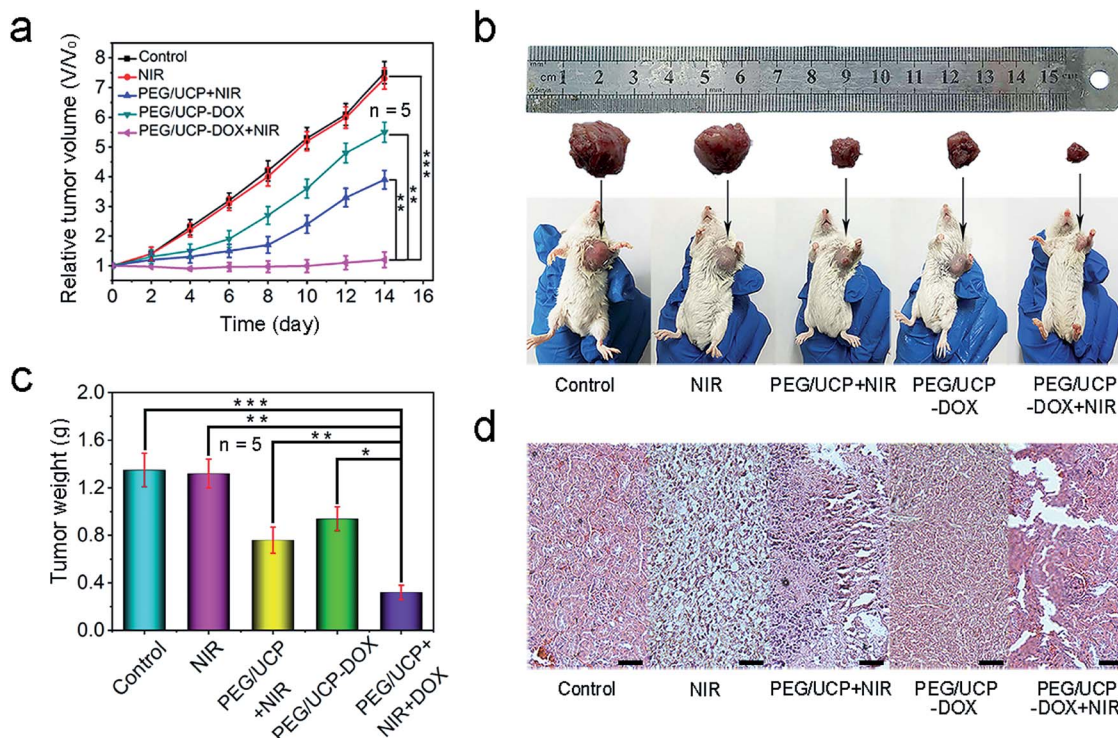 a
Relative tumor volume (V/V₀)
7
6
5
4
3
2
1
0 2 4 6 8 10 12 14 16
Time (day)
Control
NIR
PEG/UCP+NIR
PEG/UCP-DOX
PEG/UCP-DOX+NIR
n = 5
**
**
***
b
cm 1 2 3 4 5 6 7 8 9 10 11 12 13 14 15 cm
Control
NIR
PEG/UCP+NIR
PEG/UCP
-DOX
PEG/UCP
-DOX+NIR
c
Tumor weight (g)
2.0
1.6
1.2
0.8
0.4
0.0
***
**
n = 5
**
*
Control
NIR
PEG/UCP
+NIR
PEG/UCP-DOX
PEG/UCP+
NIR+DOX
d
Control
NIR
PEG/UCP+NIR
PEG/UCP
-DOX
PEG/UCP
-DOX+NIR